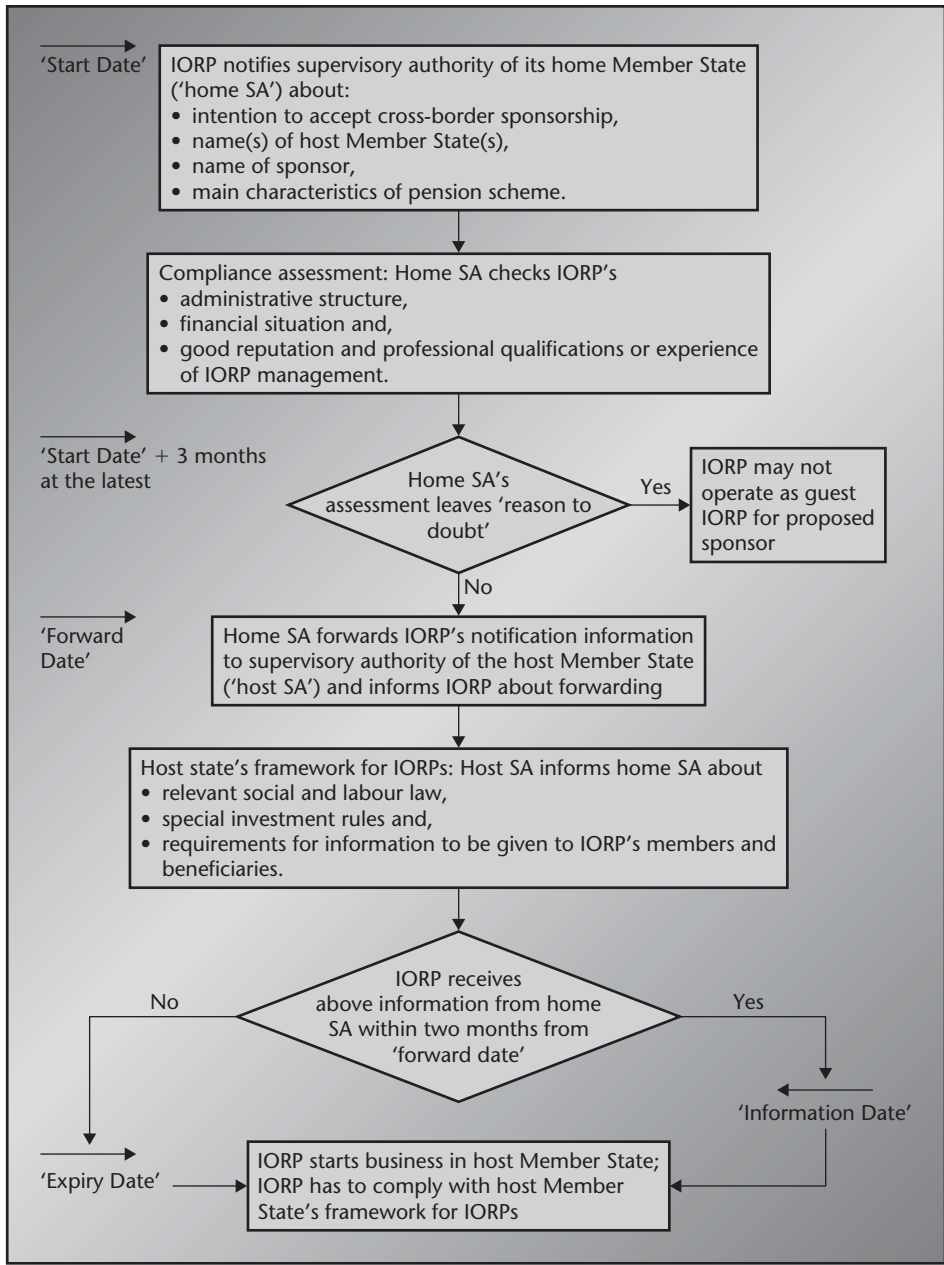 ‘Start Date’
IORP notifies supervisory authority of its home Member State
(‘home SA’) about:
• intention to accept cross-border sponsorship,
• name(s) of host Member State(s),
• name of sponsor,
• main characteristics of pension scheme.
Compliance assessment: Home SA checks IORP’s
• administrative structure,
• financial situation and,
• good reputation and professional qualifications or experience
of IORP management.
‘Start Date’ + 3 months
at the latest
Home SA’s
assessment leaves ‘reason to
doubt’
Yes
IORP may not
operate as guest
IORP for proposed
sponsor
No
‘Forward
Date’
Home SA forwards IORP’s notification information
to supervisory authority of the host Member State
(‘host SA’) and informs IORP about forwarding
Host state’s framework for IORPs: Host SA informs home SA about
• relevant social and labour law,
• special investment rules and,
• requirements for information to be given to IORP’s members and
beneficiaries.
IORP receives
above information from home
SA within two months from
‘forward date’
No
Yes
‘Information Date’
‘Expiry Date’
IORP starts business in host Member State;
IORP has to comply with host Member
State’s framework for IORPs